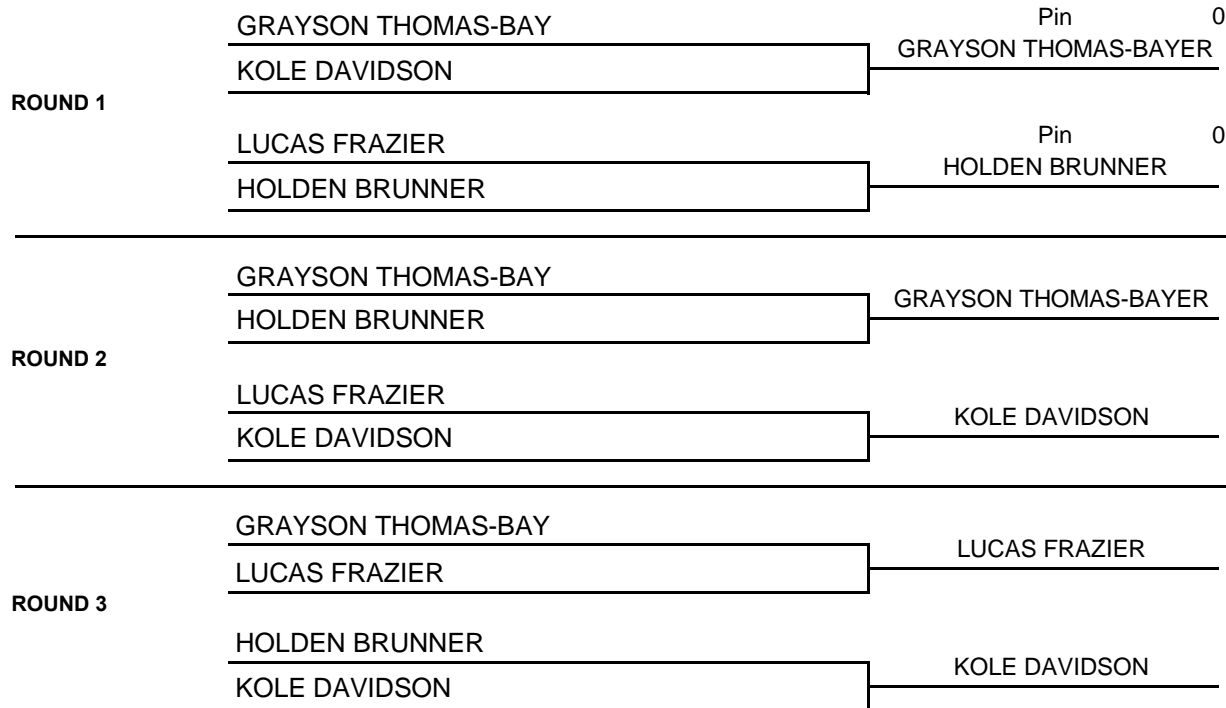 GRAYSON THOMAS-BAY
Pin 0
GRAYSON THOMAS-BAYER
KOLE DAVIDSON
ROUND 1
LUCAS FRAZIER
Pin 0
HOLDEN BRUNNER
HOLDEN BRUNNER
GRAYSON THOMAS-BAY
GRAYSON THOMAS-BAYER
HOLDEN BRUNNER
ROUND 2
LUCAS FRAZIER
KOLE DAVIDSON
KOLE DAVIDSON
GRAYSON THOMAS-BAY
LUCAS FRAZIER
LUCAS FRAZIER
ROUND 3
HOLDEN BRUNNER
KOLE DAVIDSON
KOLE DAVIDSON